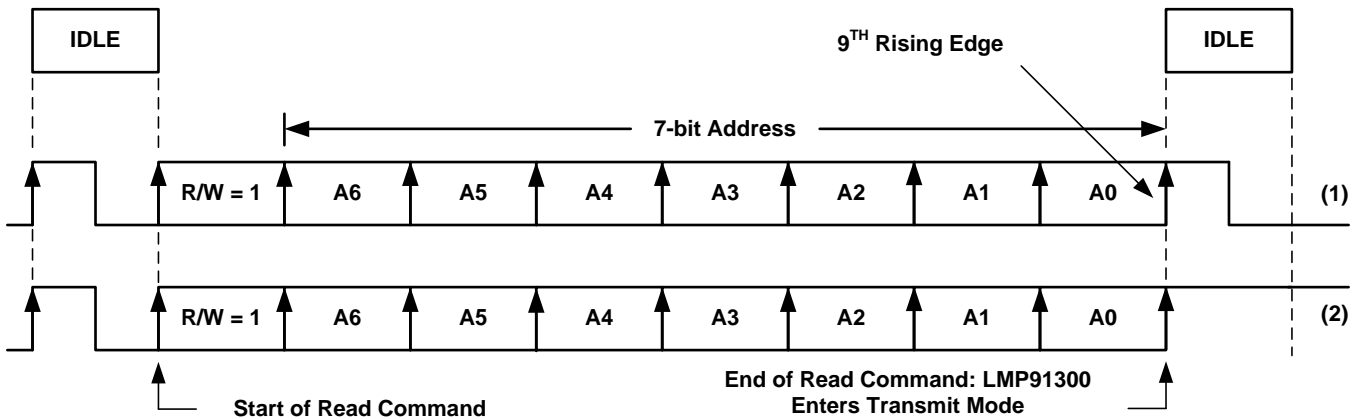 IDLE
IDLE
9TH Rising Edge
7-bit Address
R/W = 1 A6 A5 A4 A3 A2 A1 A0 (1)
R/W = 1 A6 A5 A4 A3 A2 A1 A0 (2)
Start of Read Command
End of Read Command: LMP91300
Enters Transmit Mode